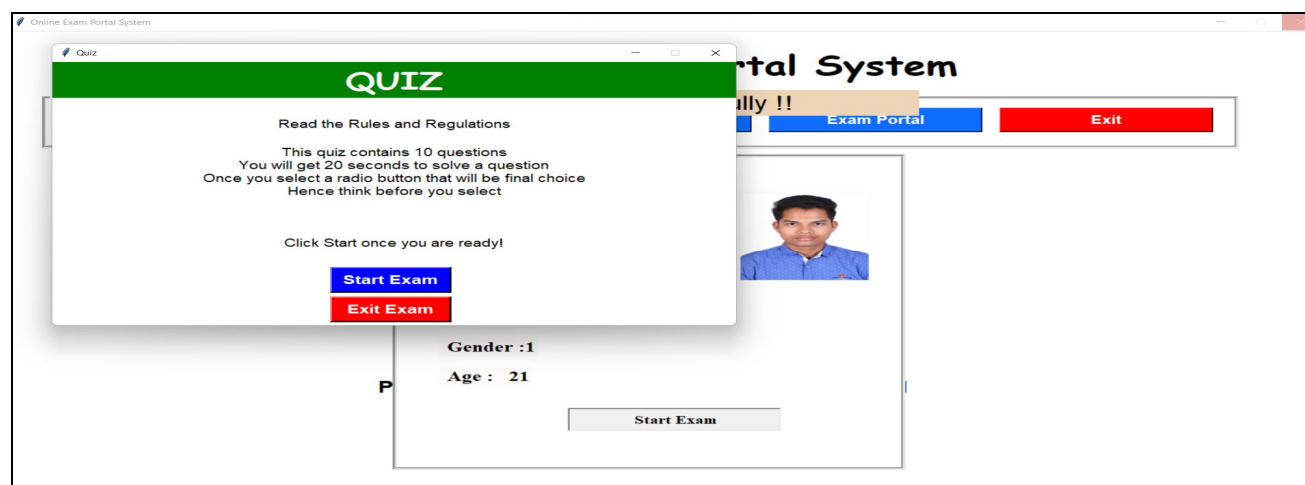 Online Exam Portal System
Quiz
rtal System
QUIZ
ully !!
Exam Portal
Exit
Read the Rules and Regulations
This quiz contains 10 questions
You will get 20 seconds to solve a question
Once you select a radio button that will be final choice
Hence think before you select
Click Start once you are ready!
Start Exam
Exit Exam
Gender :1
Age : 21
P
Start Exam